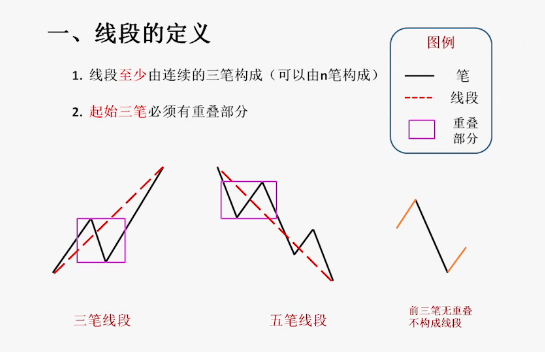 一、线段的定义
1. 线段至少由连续的三笔构成（可以由n笔构成）
2. 起始三笔必须有重叠部分
图例
笔
线段
重叠
部分
三笔线段
五笔线段
前三笔无重叠
不构成线段